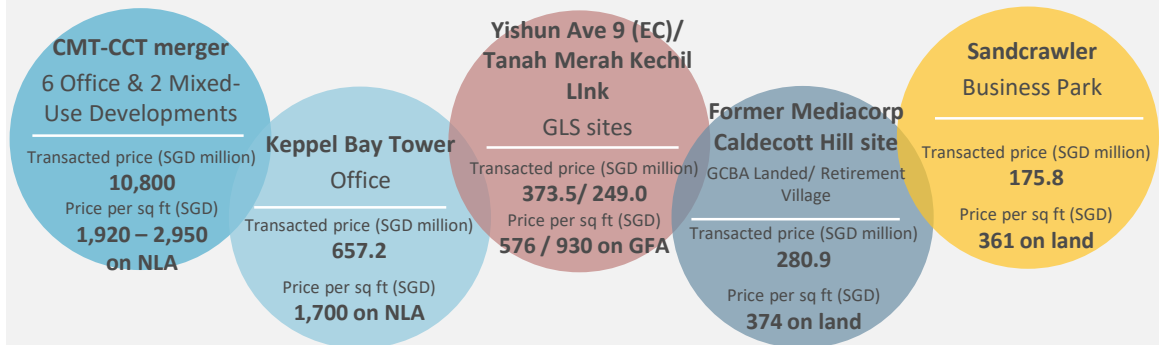 CMT-CCT merger
6 Office & 2 Mixed-
Use Developments
Transacted price (SGD million)
10,800
Price per sq ft (SGD)
1,920 – 2,950
on NLA
Keppel Bay Tower
Office
Transacted price (SGD million)
657.2
Price per sq ft (SGD)
1,700 on NLA
Yishun Ave 9 (EC)/
Tanah Merah Kechil
LInk
GLS sites
Transacted price (SGD million)
373.5/ 249.0
Price per sq ft (SGD)
576 / 930 on GFA
Former Mediacorp
Caldecott Hill site
GCBA Landed/ Retirement
Village
Transacted price (SGD million)
280.9
Price per sq ft (SGD)
374 on land
Sandcrawler
Business Park
Transacted price (SGD million)
175.8
Price per sq ft (SGD)
361 on land